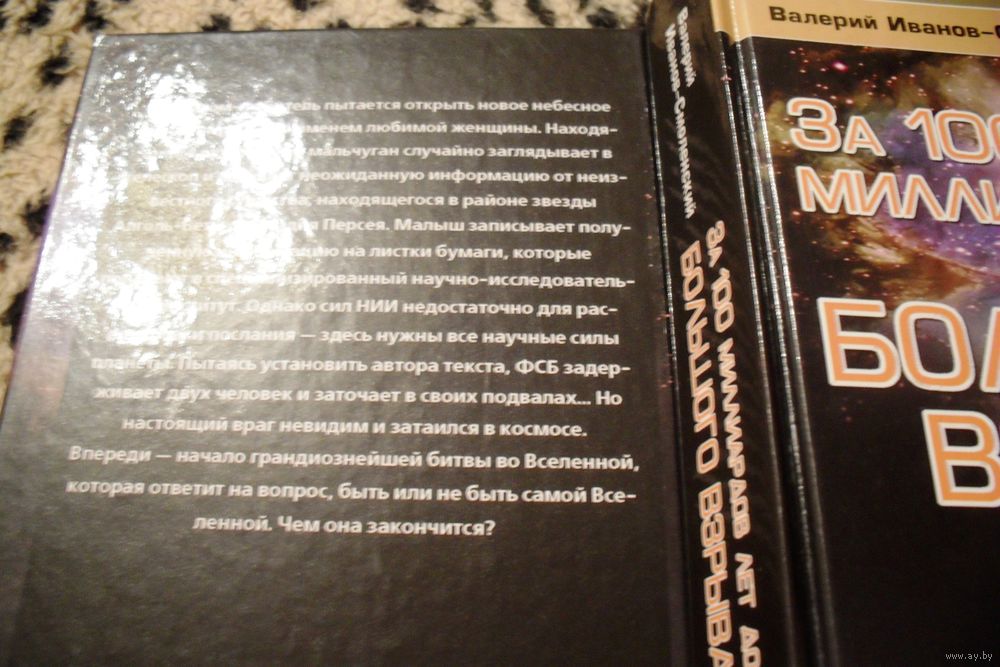 пытается открыть новое небесное
именем любимой женщины. Находя-
мальчуган случайно заглядывает в
неожиданную информацию от неиз-
вестного находящегося в районе звезды
Персея. Малыш записывает полу-
на листки бумаги, которые
научно-исследователь-
Однако сил НИИ недостаточно для рас-
послания — здесь нужны все научные силы
планеты. Пытаясь установить автора текста, ФСБ задер-
живает двух человек и заточает в своих подвалах... Но
настоящий враг невидим и затаился в космосе.
Впереди — начало грандиознейшей битвы во Вселенной,
которая ответит на вопрос, быть или не быть самой Все-
ленной. Чем она закончится?
Валерий
Иванов-Смоленский
ЗА 100 МИЛЛИАРДОВ ЛЕТ ДО
БОЛЬШОГО ВЗРЫВА
Валерий Иванов-С
ЗА 100
МИЛЛИ
БОЛ
В
www.ay.by